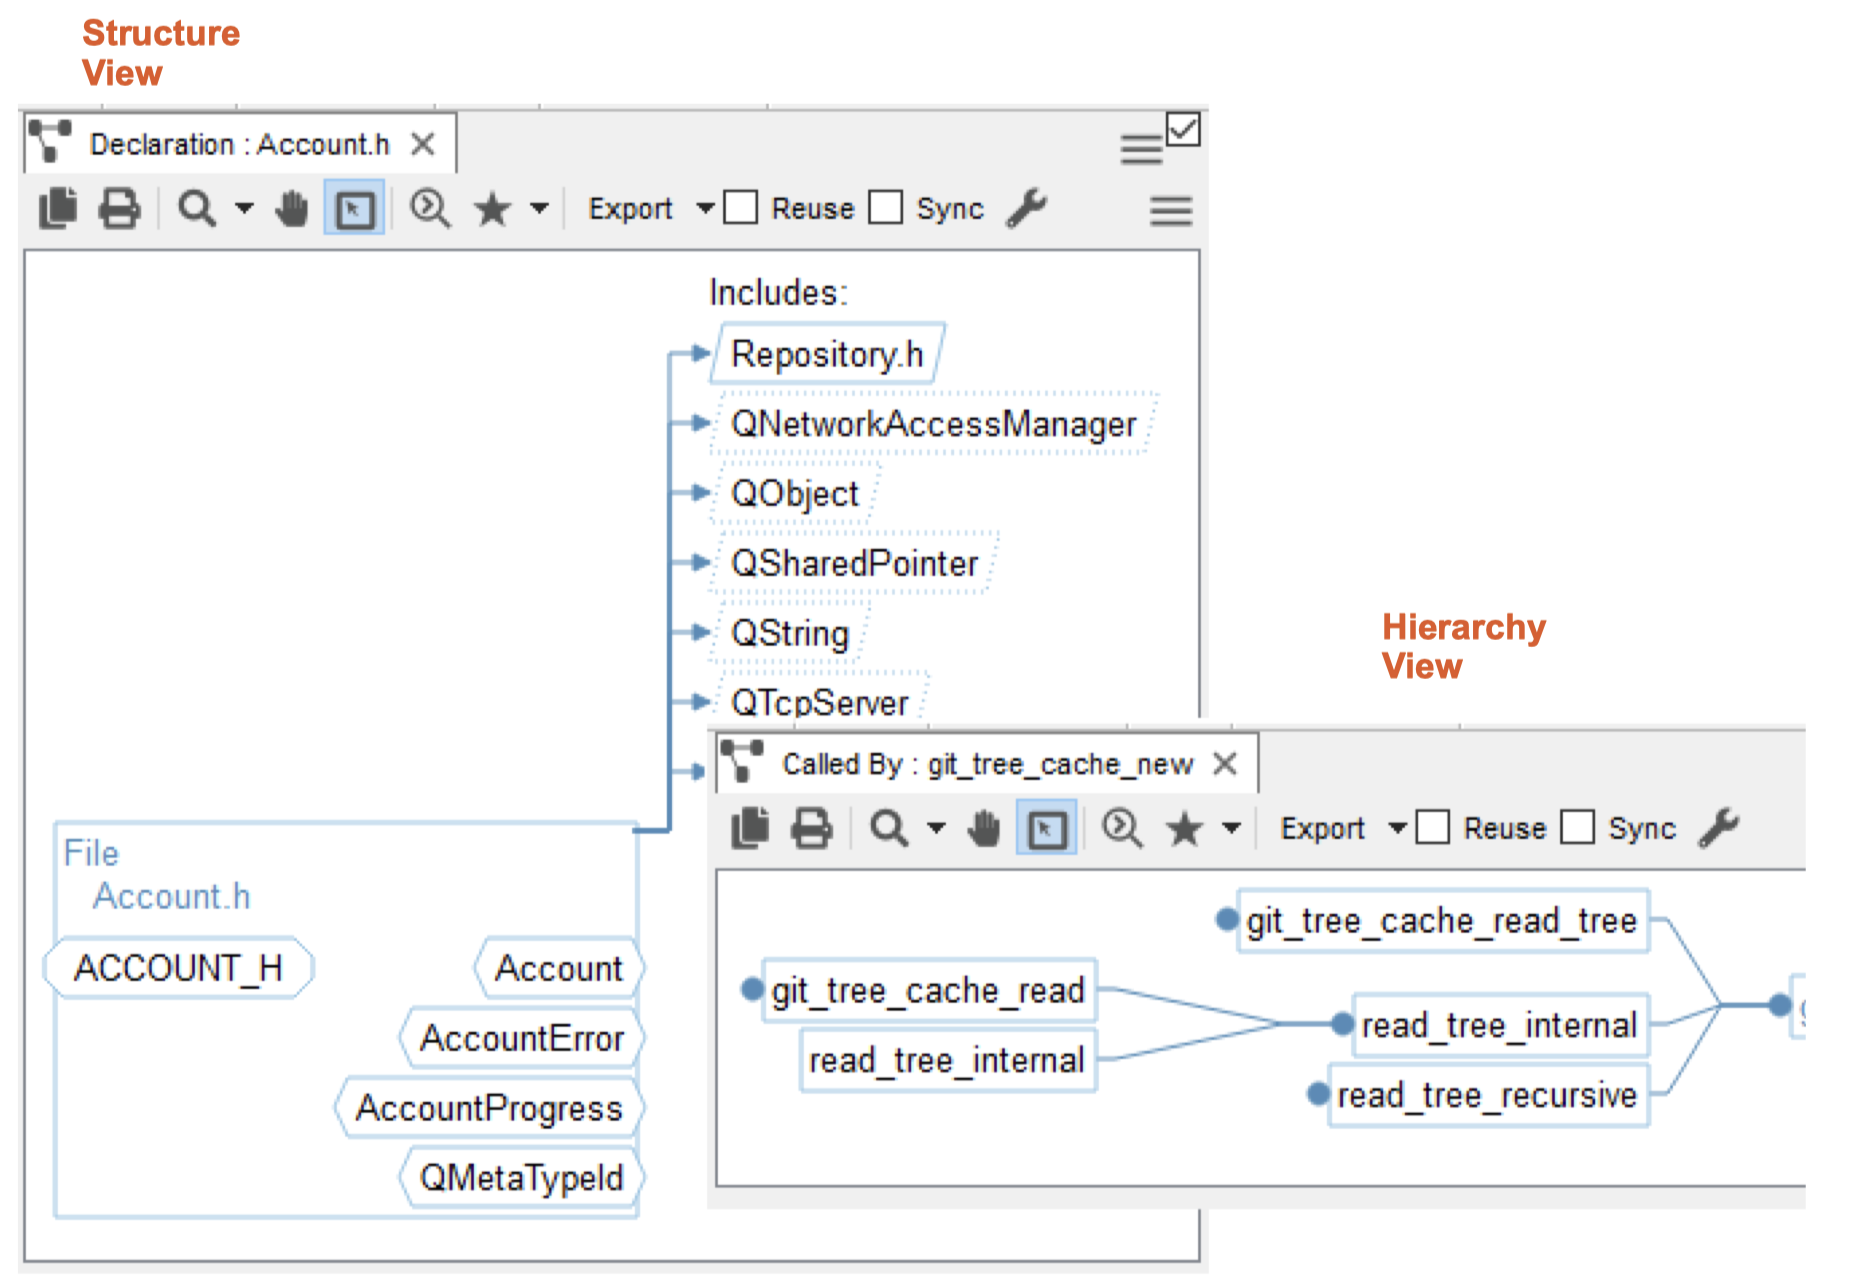 Structure
View
Declaration : Account.h
Export Reuse Sync
Includes:
Repository.h
QNetworkAccessManager
QObject
QSharedPointer
QString
QTcpServer
File
Account.h
ACCOUNT_H
Account
AccountError
AccountProgress
QMetaTypeId
Hierarchy
View
Called By : git_tree_cache_new
Export Reuse Sync
git_tree_cache_read_tree
git_tree_cache_read
read_tree_internal
read_tree_internal
read_tree_recursive